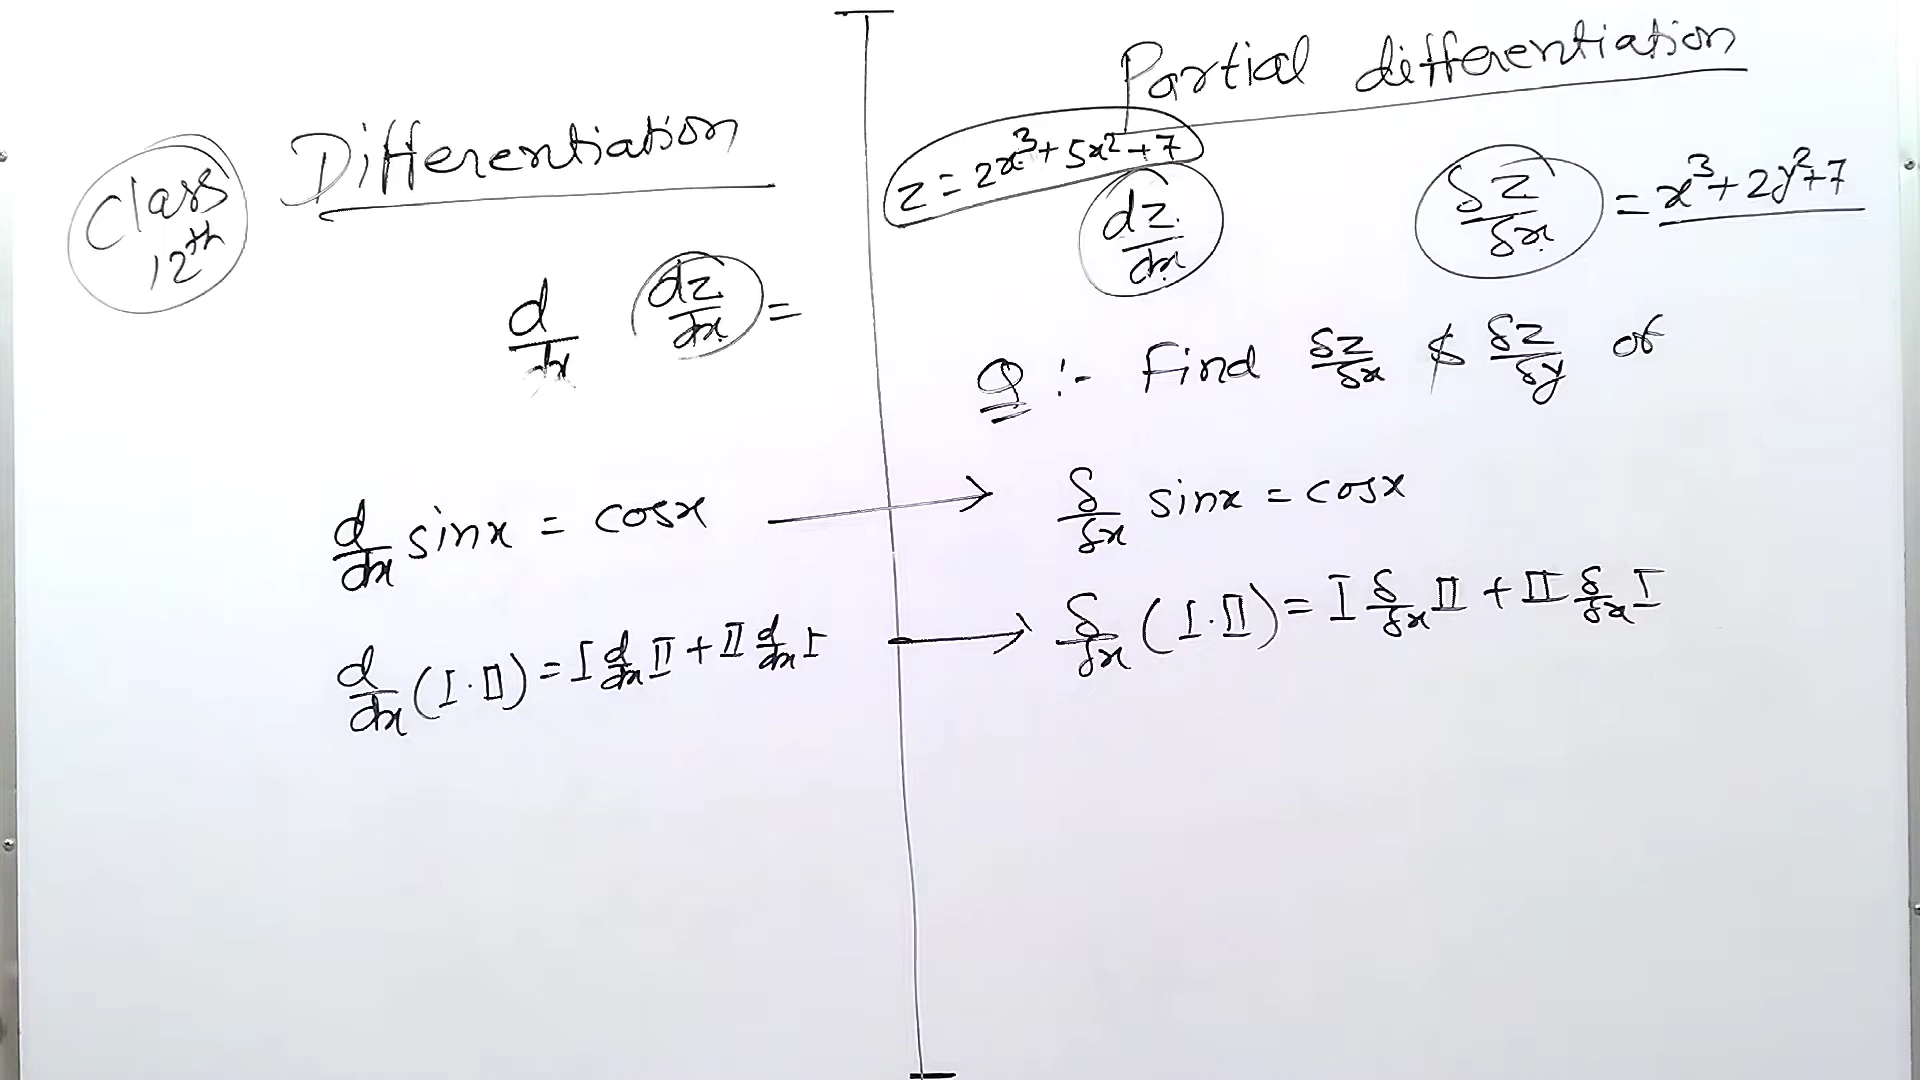 Class 12th
Differentiation
d/dx dz/dx =
d/dx sinx = cosx
d/dx (I·II) = I d/dx II + II d/dx I
Partial differentiation
z = 2x³ + 5x² + 7
dz/dx
δz/δx = x³ + 2y² + 7
Q :- Find δz/δx & δz/δy of
δ/δx sinx = cosx
δ/δx (I·II) = I δ/δx II + II δ/δx I